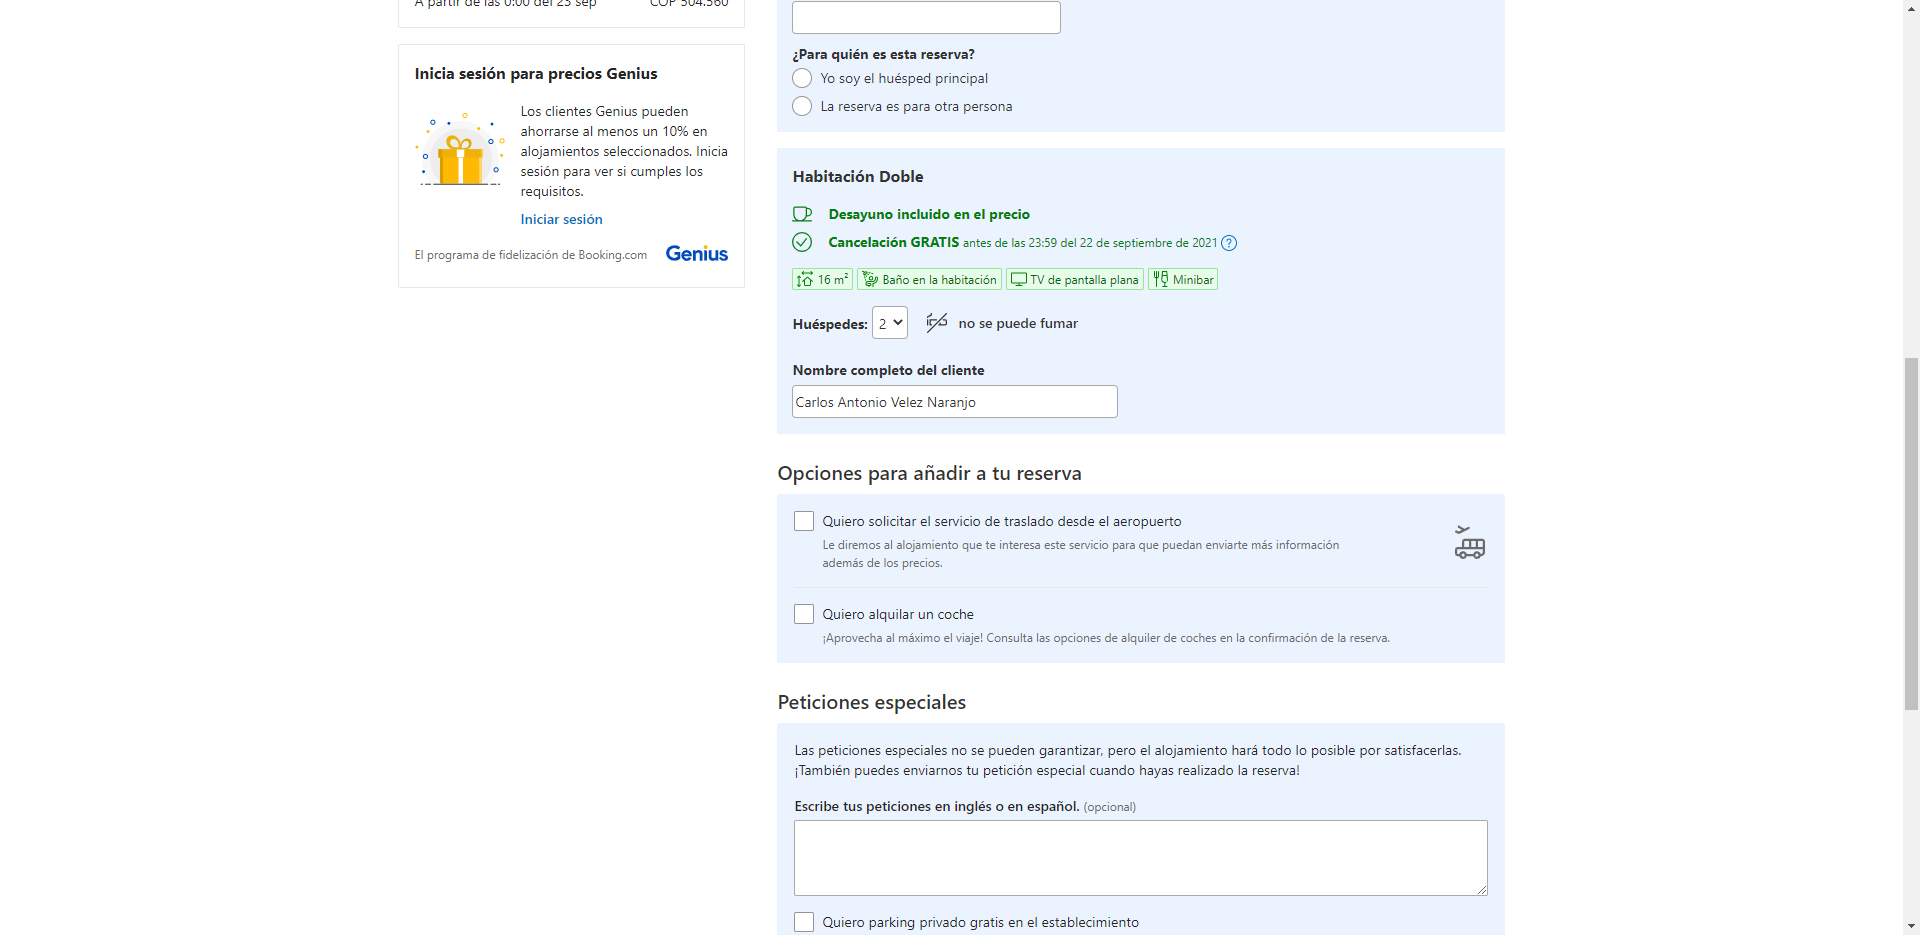 A partir de las 0:00 del 23 sep COP 504.560
Inicia sesión para precios Genius
Los clientes Genius pueden
ahorrarse al menos un 10% en
alojamientos seleccionados. Inicia
sesión para ver si cumples los
requisitos.
Iniciar sesión
El programa de fidelización de Booking.com Genius
¿Para quién es esta reserva?
Yo soy el huésped principal
La reserva es para otra persona
Habitación Doble
Desayuno incluido en el precio
Cancelación GRATIS antes de las 23:59 del 22 de septiembre de 2021 ?
16 m² Baño en la habitación TV de pantalla plana Minibar
Huéspedes: 2 no se puede fumar
Nombre completo del cliente
Carlos Antonio Velez Naranjo
Opciones para añadir a tu reserva
Quiero solicitar el servicio de traslado desde el aeropuerto
Le diremos al alojamiento que te interesa este servicio para que puedan enviarte más información
además de los precios.
Quiero alquilar un coche
¡Aprovecha al máximo el viaje! Consulta las opciones de alquiler de coches en la confirmación de la reserva.
Peticiones especiales
Las peticiones especiales no se pueden garantizar, pero el alojamiento hará todo lo posible por satisfacerlas.
¡También puedes enviarnos tu petición especial cuando hayas realizado la reserva!
Escribe tus peticiones en inglés o en español. (opcional)
Quiero parking privado gratis en el establecimiento